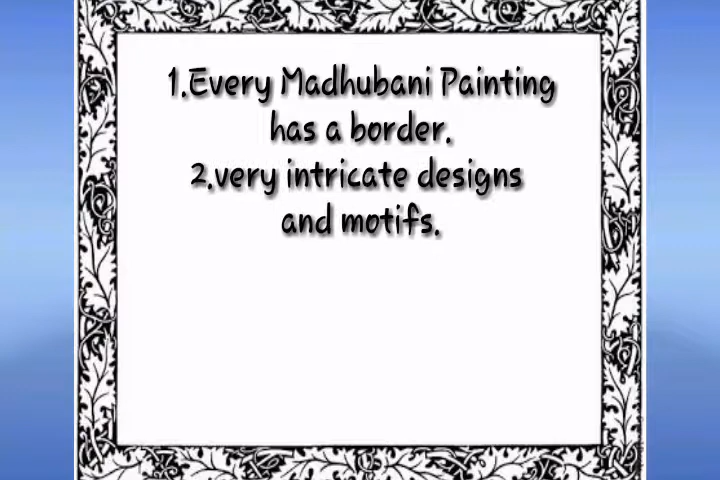 1.Every Madhubani Painting
has a border.
2.very intricate designs
and motifs.